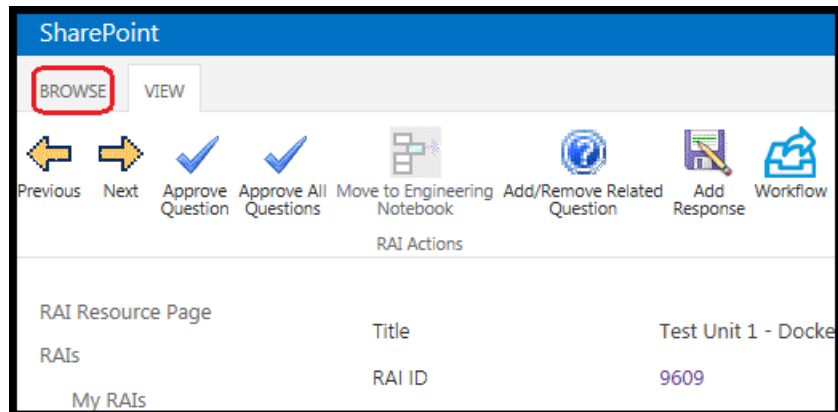 SharePoint
BROWSE VIEW
Previous Next Approve Approve All Move to Engineering Add/Remove Related Add Workflow
Question Questions Notebook Question Response
RAI Actions
RAI Resource Page
Title Test Unit 1 - Docke
RAIs
RAI ID 9609
My RAIs